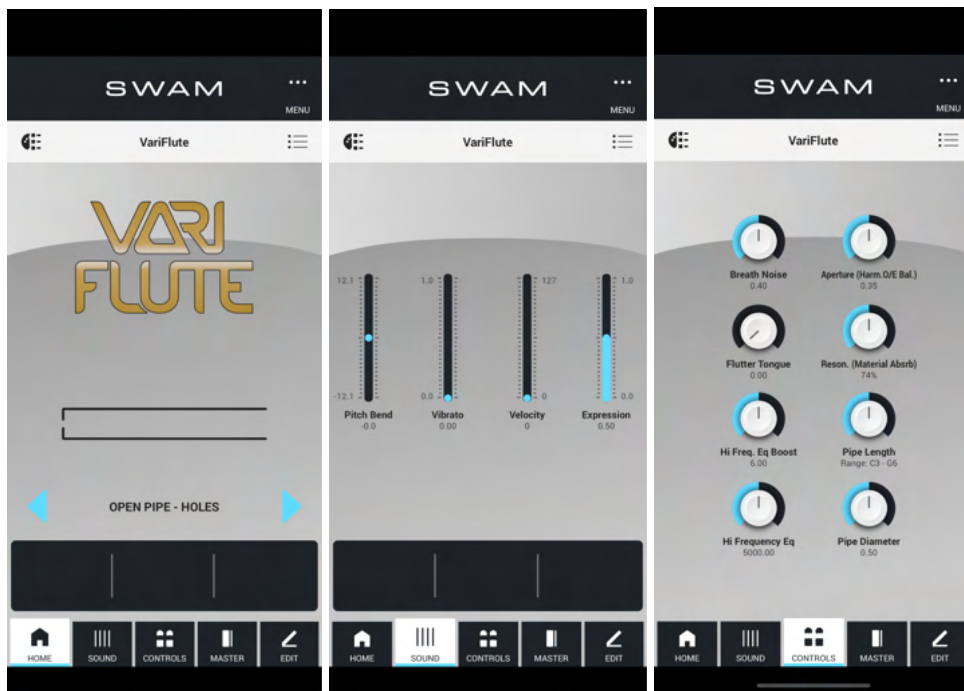 SWAM
MENU
VariFlute
VARI
FLUTE
OPEN PIPE - HOLES
HOME SOUND CONTROLS MASTER EDIT
SWAM
MENU
VariFlute
12.1 1.0 127 1.0
-12.1 0.0 0 0.0
Pitch Bend Vibrato Velocity Expression
-0.0 0.00 0 0.50
HOME SOUND CONTROLS MASTER EDIT
SWAM
MENU
VariFlute
Breath Noise Aperture (Harm.O/E Bal.)
0.40 0.35
Flutter Tongue Reson. (Material Absrb)
0.00 74%
Hi Freq. Eq Boost Pipe Length
6.00 Range: C3 - G6
Hi Frequency Eq Pipe Diameter
5000.00 0.50
HOME SOUND CONTROLS MASTER EDIT